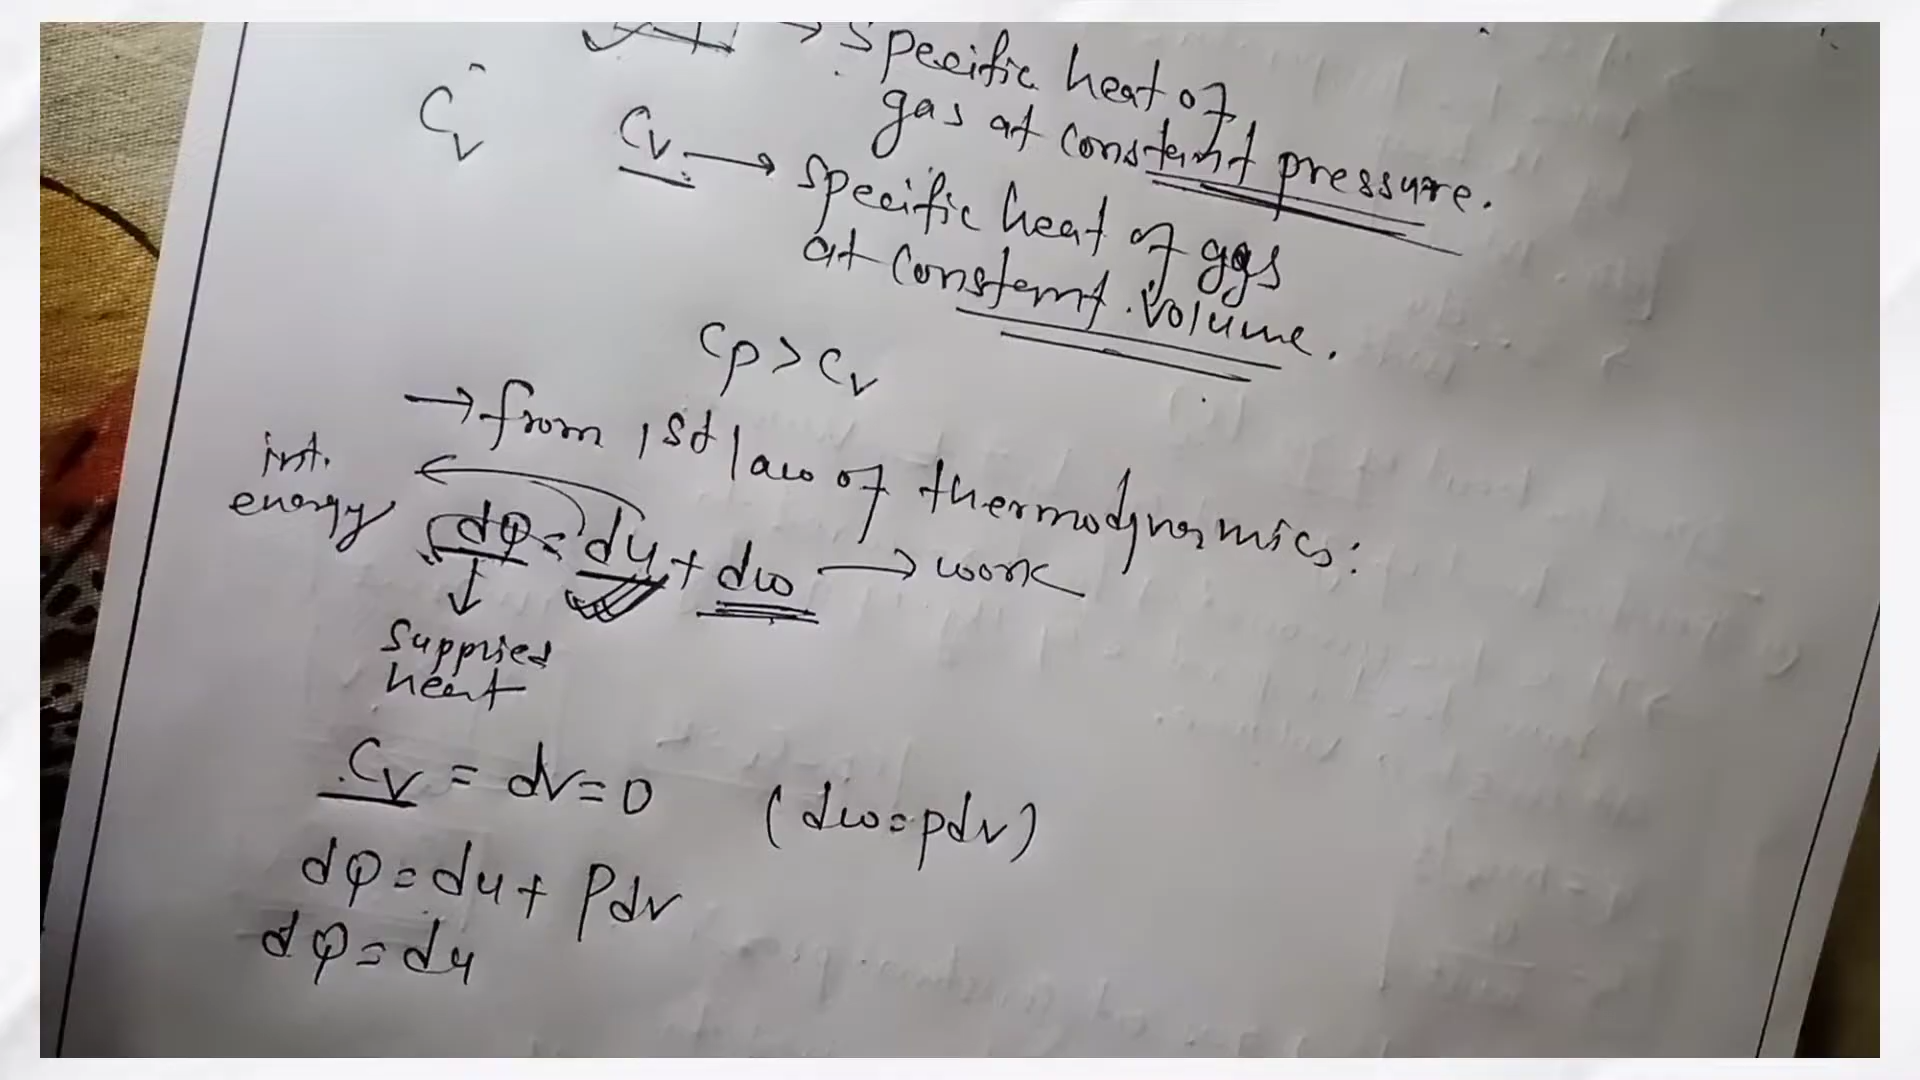 → specific heat of
gas at constant pressure.
Cv
Cv → specific heat of gas
at constant volume.
Cp > Cv
→ from 1st law of thermodynamics:
int.
energy
dQ = du + dw → work
supplied
heat
Cv = dv = 0 (dw = pdv)
dQ = du + Pdv
dQ = du